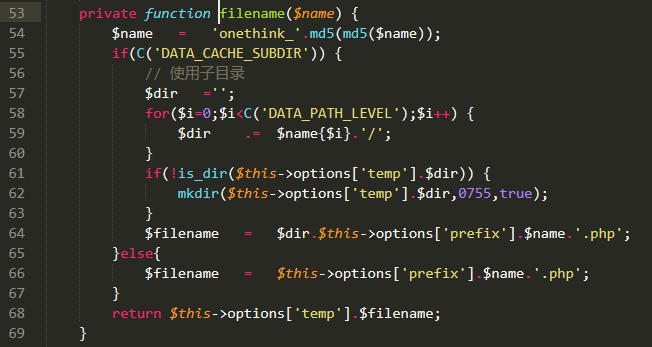 53 private function filename($name) {
54 $name = 'onethink_'.md5(md5($name));
55 if(C('DATA_CACHE_SUBDIR')) {
56 // 使用子目录
57 $dir ='';
58 for($i=0;$i<C('DATA_PATH_LEVEL');$i++) {
59 $dir .= $name{$i}.'/';
60 }
61 if(!is_dir($this->options['temp'].$dir)) {
62 mkdir($this->options['temp'].$dir,0755,true);
63 }
64 $filename = $dir.$this->options['prefix'].$name.'.php';
65 }else{
66 $filename = $this->options['prefix'].$name.'.php';
67 }
68 return $this->options['temp'].$filename;
69 }